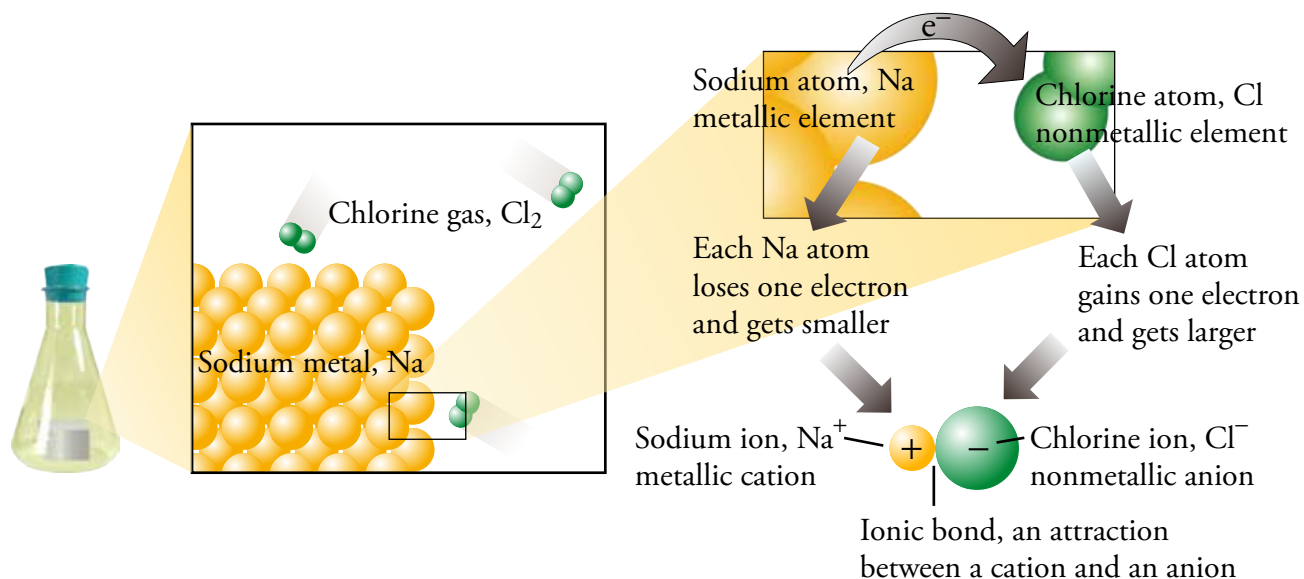 e⁻
Sodium atom, Na
metallic element
Chlorine atom, Cl
nonmetallic element
Chlorine gas, Cl₂
Sodium metal, Na
Each Na atom
loses one electron
and gets smaller
Each Cl atom
gains one electron
and gets larger
Sodium ion, Na⁺
metallic cation
+
−
Chlorine ion, Cl⁻
nonmetallic anion
Ionic bond, an attraction
between a cation and an anion